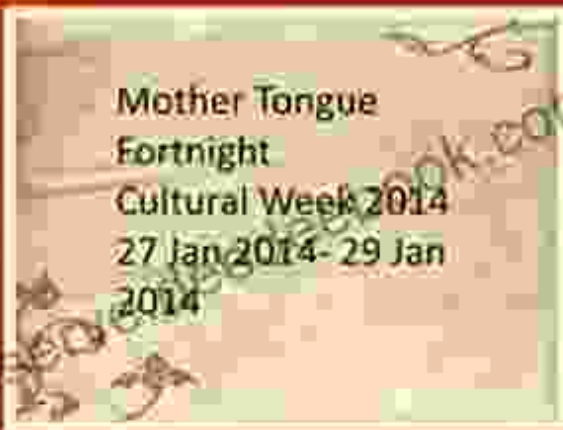 Mother Tongue
Fortnight
Cultural Week 2014
27 Jan 2014- 29 Jan
2014